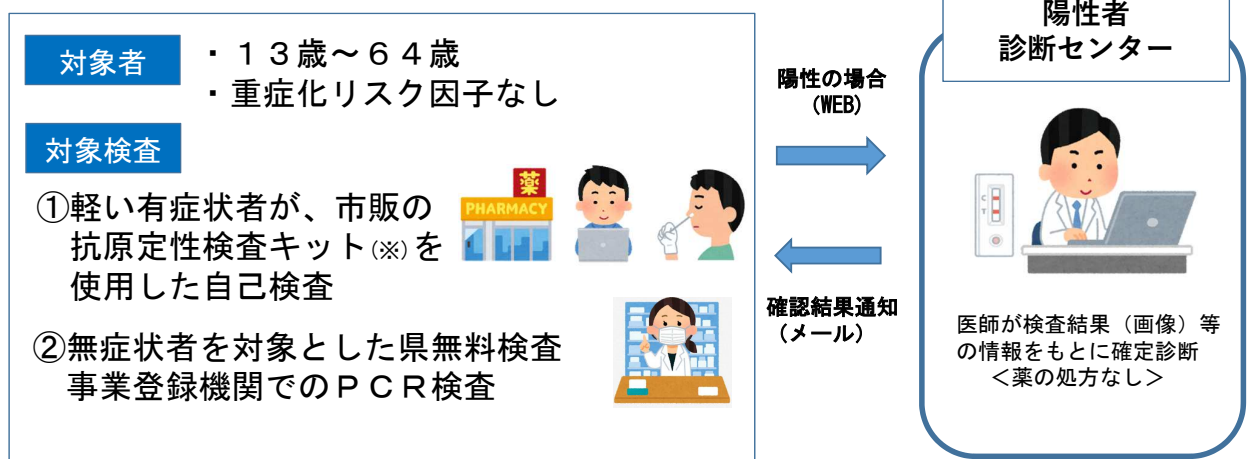 対象者
・１３歳～６４歳
・重症化リスク因子なし
対象検査
①軽い有症状者が、市販の
抗原定性検査キット(※)を
使用した自己検査
薬
PHARMACY
②無症状者を対象とした県無料検査
事業登録機関でのＰＣＲ検査
陽性の場合
(WEB)
確認結果通知
(メール)
陽性者
診断センター
C
T
医師が検査結果（画像）等
の情報をもとに確定診断
＜薬の処方なし＞